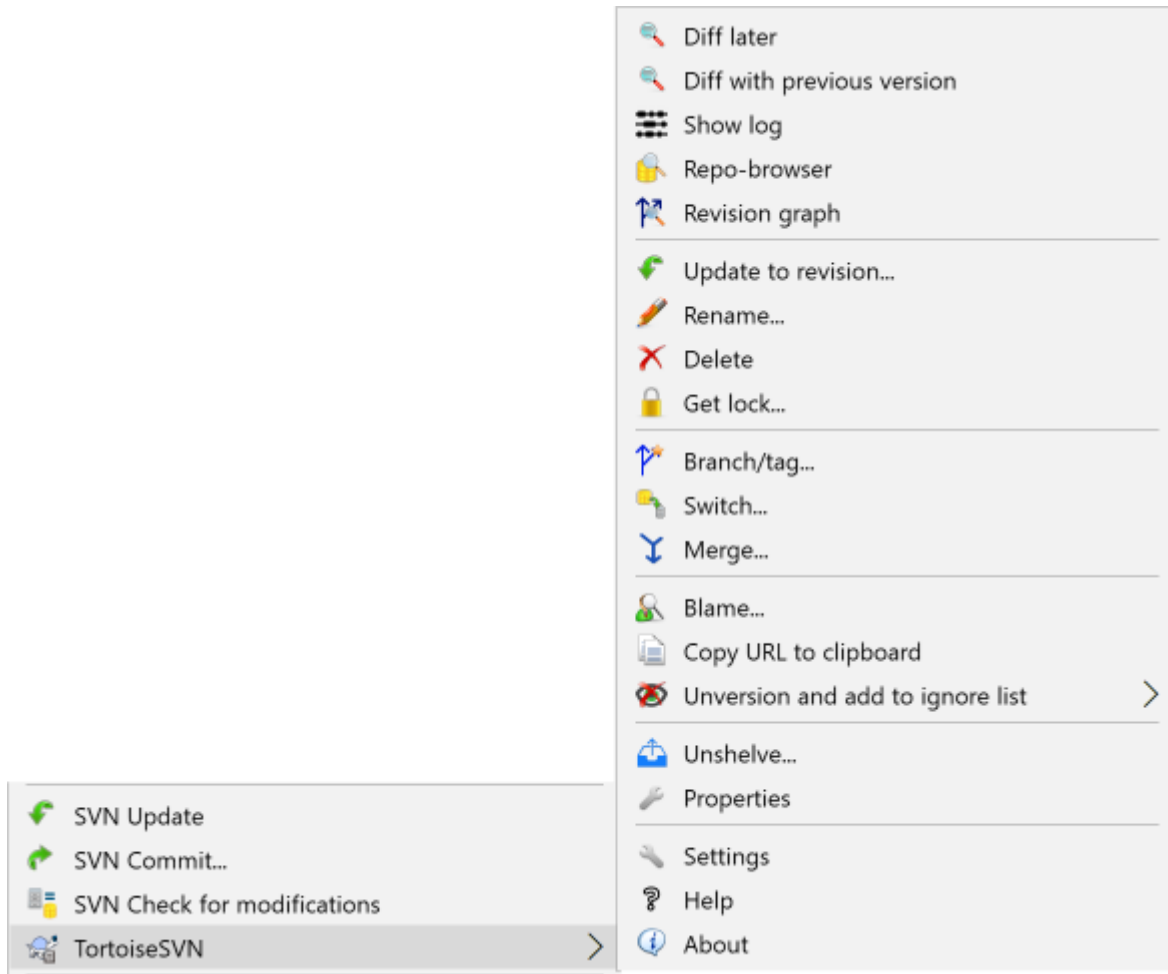 Diff later
Diff with previous version
Show log
Repo-browser
Revision graph
Update to revision...
Rename...
Delete
Get lock...
Branch/tag...
Switch...
Merge...
Blame...
Copy URL to clipboard
Unversion and add to ignore list
Unshelve...
Properties
Settings
Help
About
SVN Update
SVN Commit...
SVN Check for modifications
TortoiseSVN